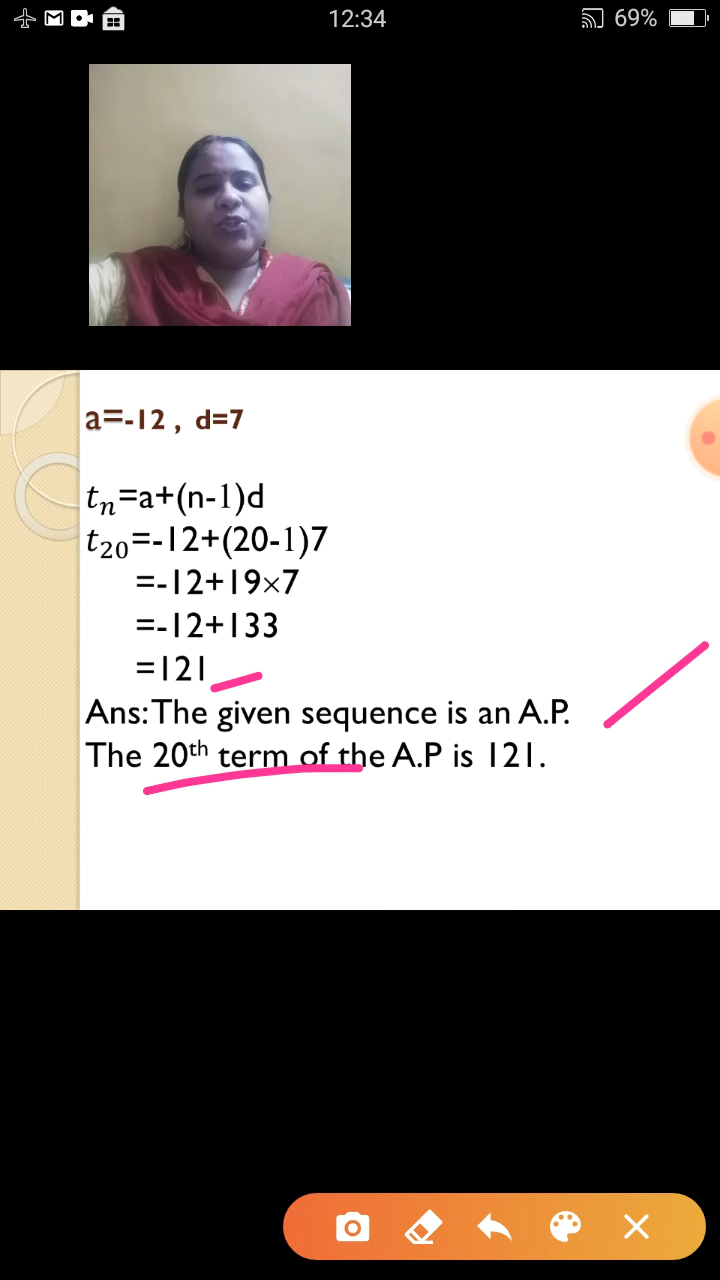 12:34
69%
a=-12 , d=7
tₙ=a+(n-1)d
t₂₀=-12+(20-1)7
=-12+19×7
=-12+133
=121
Ans:The given sequence is an A.P.
The 20ᵗʰ term of the A.P is 121.